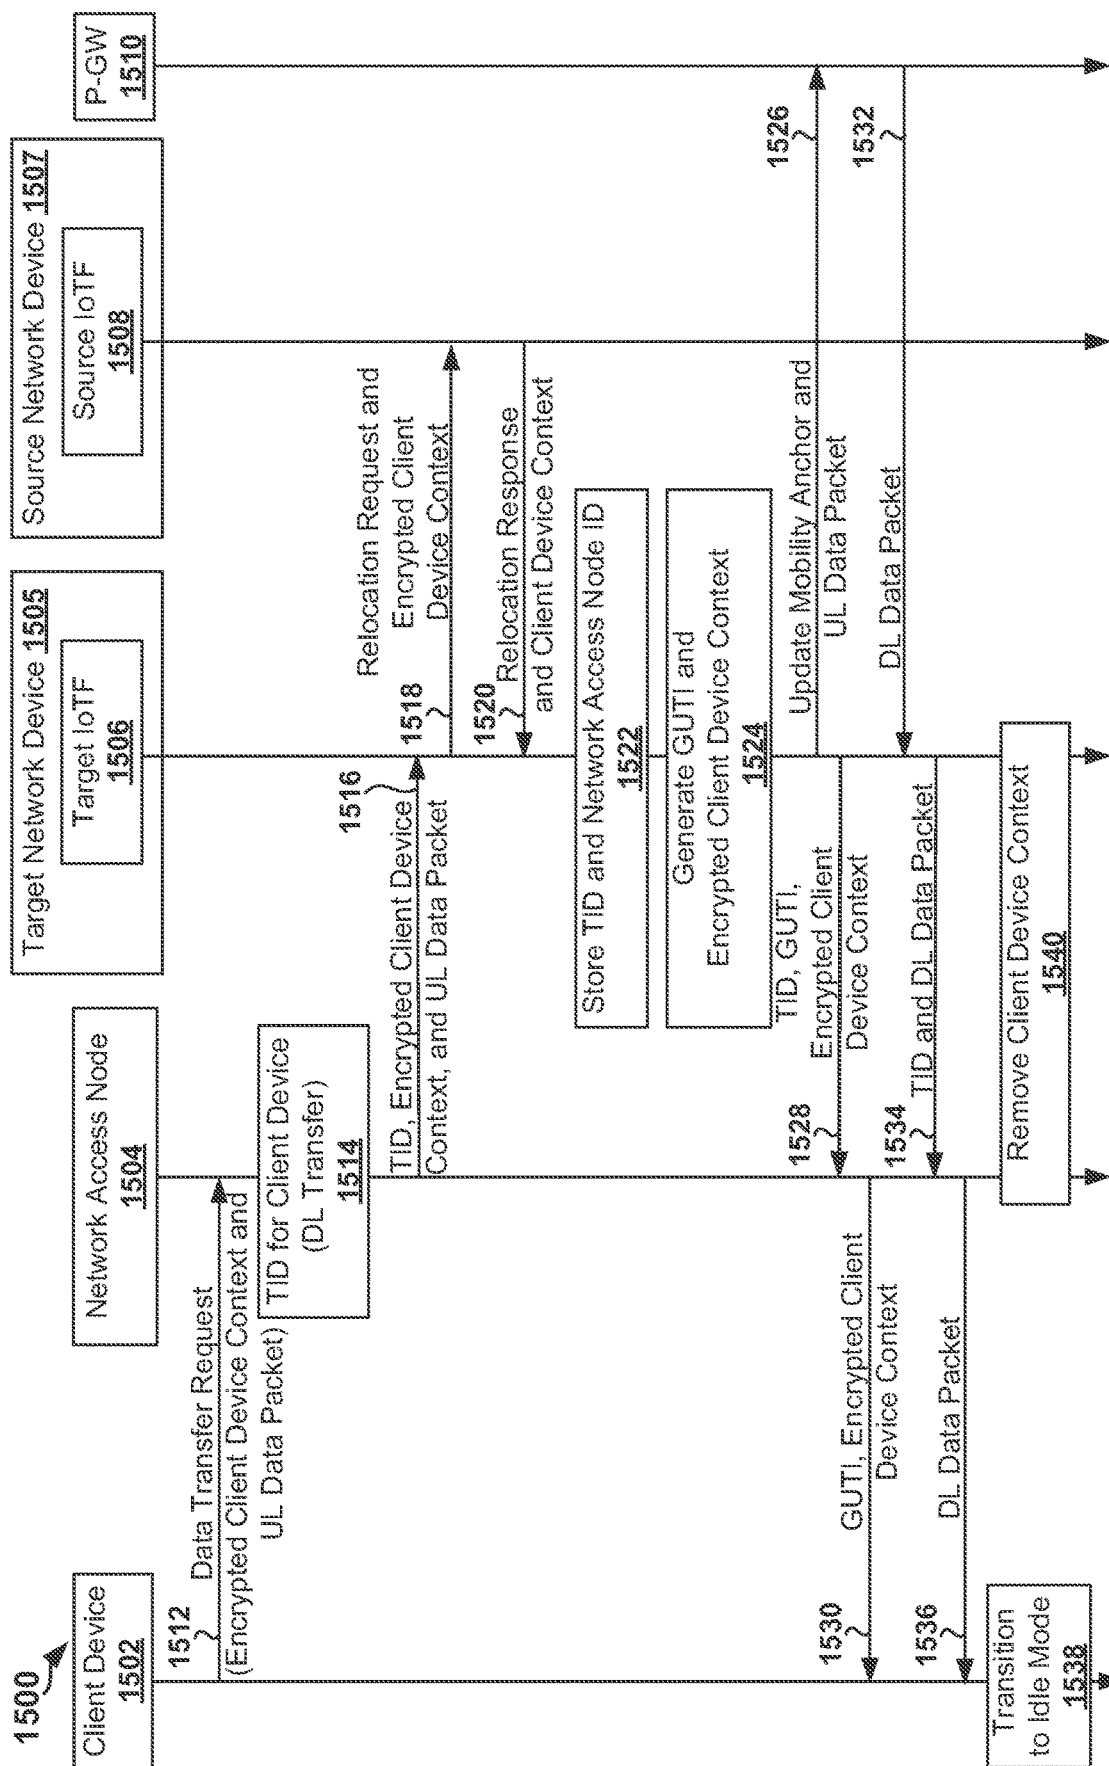 1500
Client Device
1502
Network Access Node
1504
Target Network Device 1505
Target IoTF
1506
Source Network Device 1507
Source IoTF
1508
P-GW
1510
1512
Data Transfer Request
(Encrypted Client Device Context and
UL Data Packet)
TID for Client Device
(DL Transfer)
1514
TID, Encrypted Client Device
Context, and UL Data Packet
1516
1518
Relocation Request and
Encrypted Client
Device Context
1520
Relocation Response
and Client Device Context
Store TID and Network Access Node ID
1522
Generate GUTI and
Encrypted Client Device Context
1524
Update Mobility Anchor and
UL Data Packet
1526
TID, GUTI,
Encrypted Client
Device Context
1528
GUTI, Encrypted Client
Device Context
1530
DL Data Packet
1532
TID and DL Data Packet
1534
DL Data Packet
1536
Transition
to Idle Mode
1538
Remove Client Device Context
1540